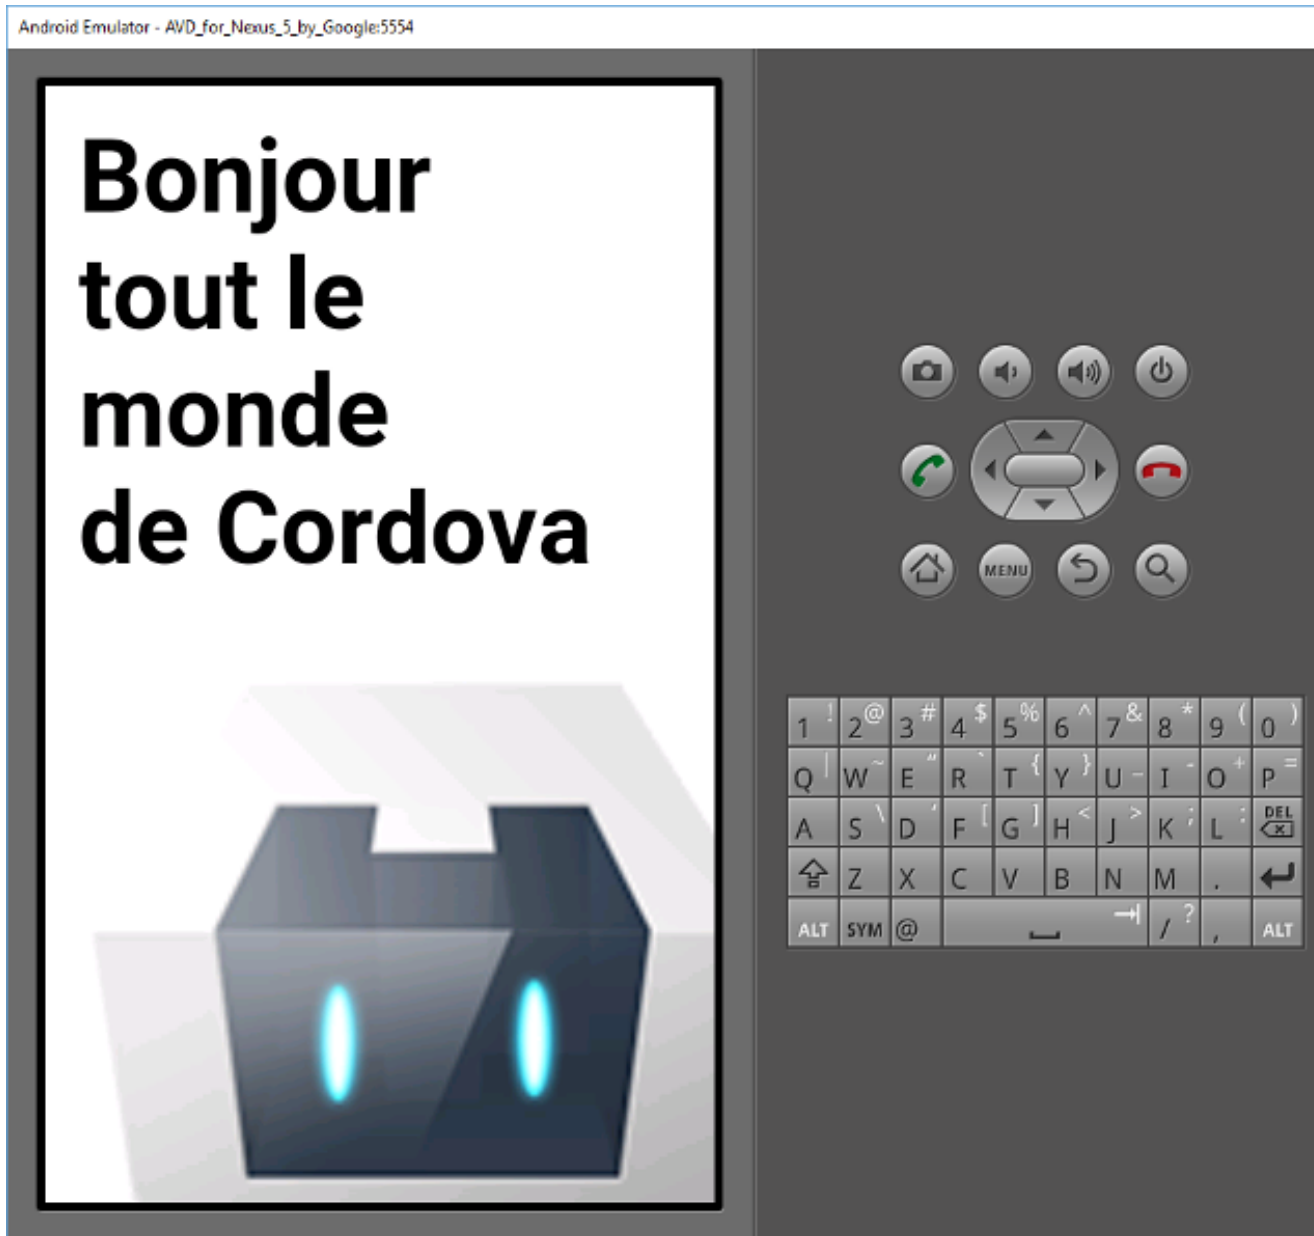 Android Emulator - AVD_for_Nexus_5_by_Google:5554
Bonjour
tout le
monde
de Cordova
MENU
1 ! 2 @ 3 # 4 $ 5 % 6 ^ 7 & 8 * 9 ( 0 )
Q | W ~ E " R ` T { Y } U _ I - O + P =
A S \ D ' F [ G ] H < J > K ; L : DEL
Z X C V B N M .
ALT SYM @ / ? , ALT